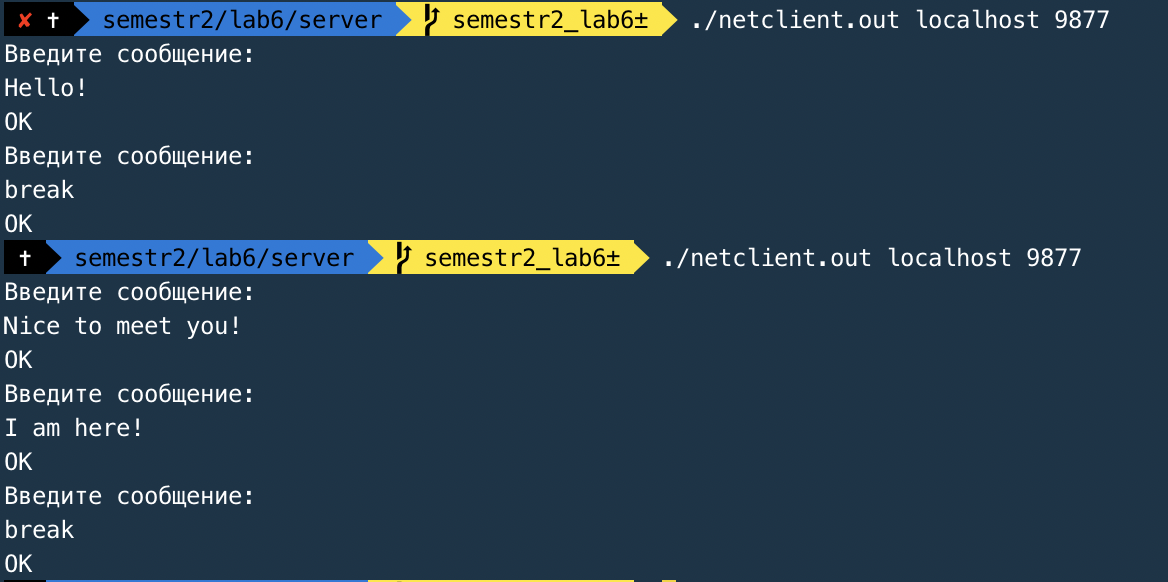 ✘ ✝ semestr2/lab6/server semestr2_lab6± ./netclient.out localhost 9877
Введите сообщение:
Hello!
OK
Введите сообщение:
break
OK
✝ semestr2/lab6/server semestr2_lab6± ./netclient.out localhost 9877
Введите сообщение:
Nice to meet you!
OK
Введите сообщение:
I am here!
OK
Введите сообщение:
break
OK